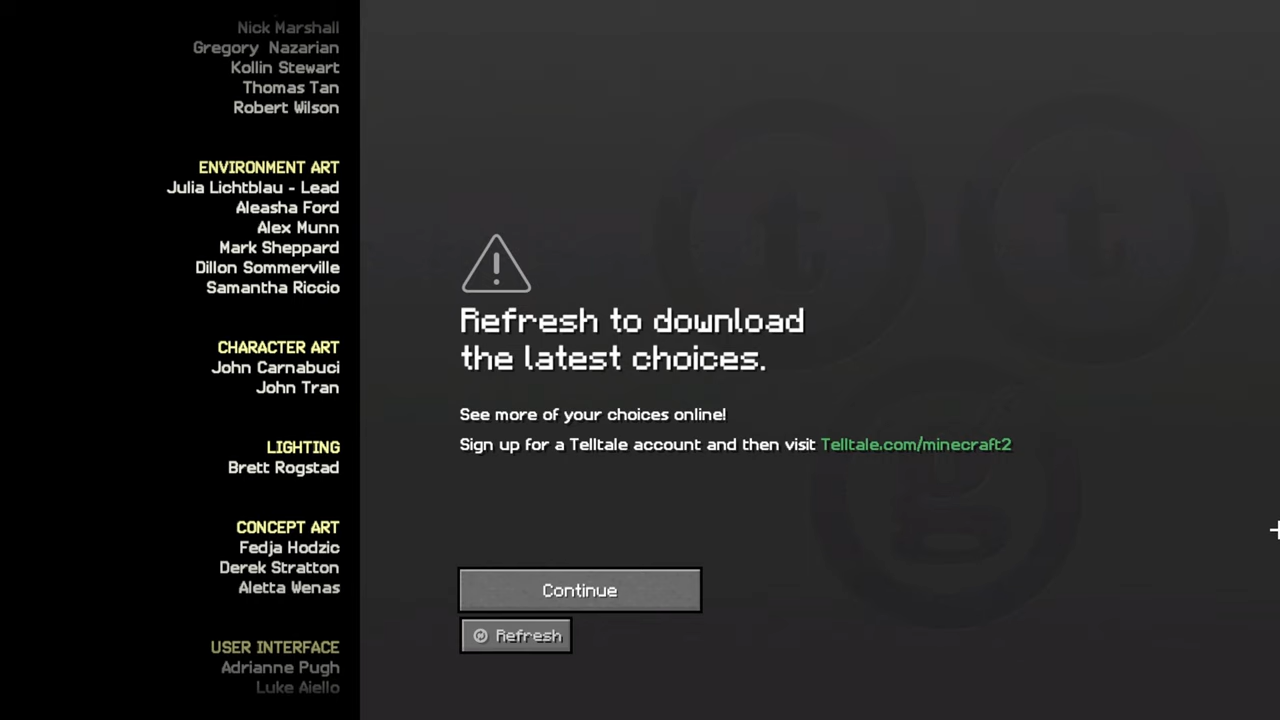 Nick Marshall
Gregory Nazarian
Kollin Stewart
Thomas Tan
Robert Wilson
ENVIRONMENT ART
Julia Lichtblau - Lead
Aleasha Ford
Alex Munn
Mark Sheppard
Dillon Sommerville
Samantha Riccio
CHARACTER ART
John Carnabuci
John Tran
LIGHTING
Brett Rogstad
CONCEPT ART
Fedja Hodzic
Derek Stratton
Aletta Wenas
USER INTERFACE
Adrianne Pugh
Luke Aiello
Refresh to download
the latest choices.
See more of your choices online!
Sign up for a Telltale account and then visit Telltale.com/minecraft2
Continue
Refresh